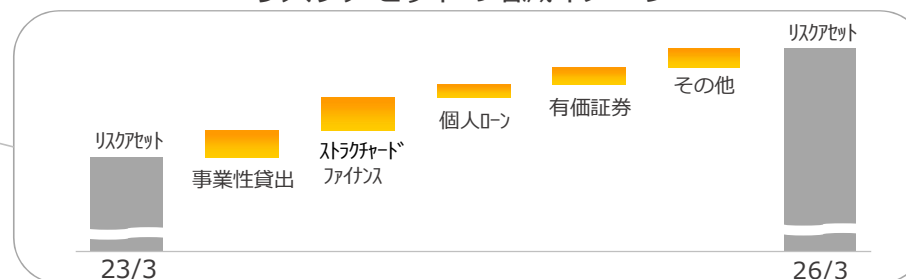 リスクアセット
その他
有価証券
個人ローン
リスクアセット
ストラクチャード
ファイナンス
事業性貸出
23/3
26/3